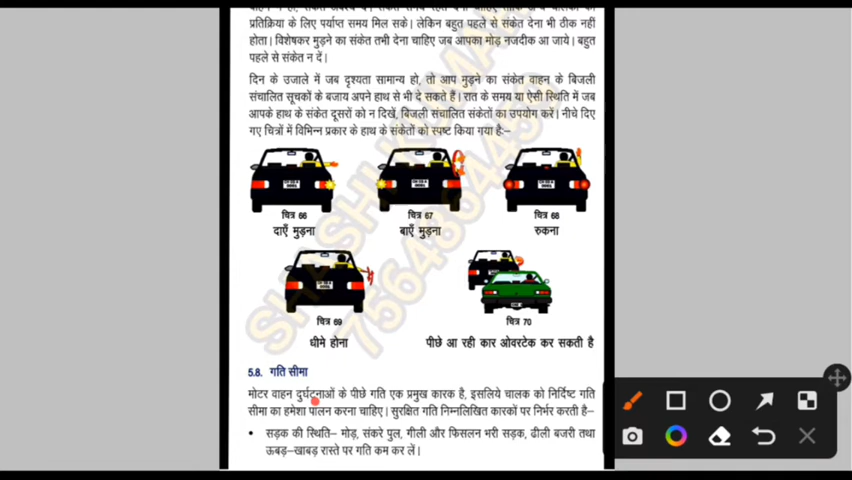 प्रतिक्रिया के लिए पर्याप्त समय मिल सके। लेकिन बहुत पहले से संकेत देना भी ठीक नहीं
होता। विशेषकर मुड़ने का संकेत तभी देना चाहिए जब आपका मोड़ नजदीक आ जाये। बहुत
पहले से संकेत न दें।
दिन के उजाले में जब दृश्यता सामान्य हो, तो आप मुड़ने का संकेत वाहन के बिजली
संचालित सूचकों के बजाय अपने हाथ से भी दे सकते हैं। रात के समय या ऐसी स्थिति में जब
आपके हाथ के संकेत दूसरों को न दिखें, बिजली संचालित संकेतों का उपयोग करें। नीचे दिए
गए चित्रों में विभिन्न प्रकार के हाथ के संकेतों को स्पष्ट किया गया है:–
चित्र 66 चित्र 67 चित्र 68
दाएँ मुड़ना बाएँ मुड़ना रुकना
चित्र 69 चित्र 70
धीमे होना पीछे आ रही कार ओवरटेक कर सकती है
5.8. गति सीमा
मोटर वाहन दुर्घटनाओं के पीछे गति एक प्रमुख कारक है, इसलिये चालक को निर्दिष्ट गति
सीमा का हमेशा पालन करना चाहिए। सुरक्षित गति निम्नलिखित कारकों पर निर्भर करती है–
• सड़क की स्थिति– मोड़, संकरे पुल, गीली और फिसलन भरी सड़क, ढीली बजरी तथा
ऊबड़–खाबड़ रास्ते पर गति कम कर लें।